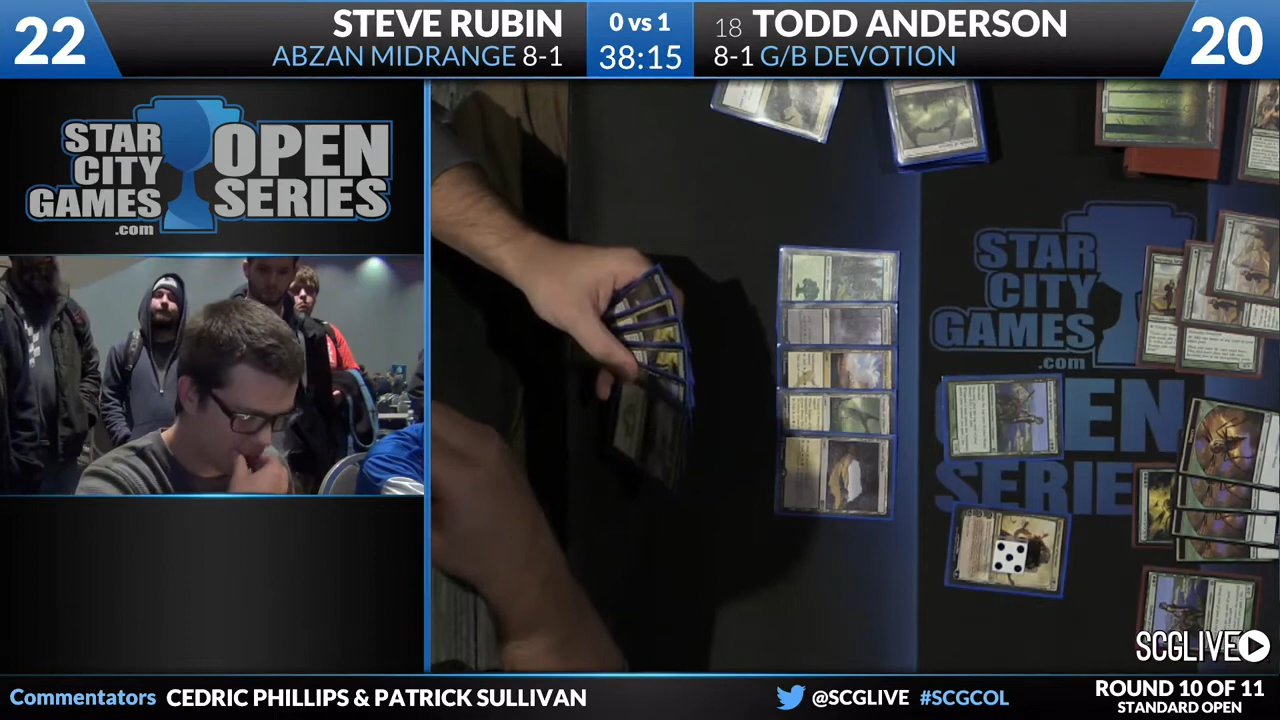 22
STEVE RUBIN
ABZAN MIDRANGE 8-1
0 vs 1
38:15
18 TODD ANDERSON
8-1 G/B DEVOTION
20
STAR
CITY
GAMES
.com
OPEN
SERIES
STAR
CITY
GAMES
.com
OPEN
SERIE
SCGLIVE
Commentators CEDRIC PHILLIPS & PATRICK SULLIVAN
@SCGLIVE #SCGCOL
ROUND 10 OF 11
STANDARD OPEN